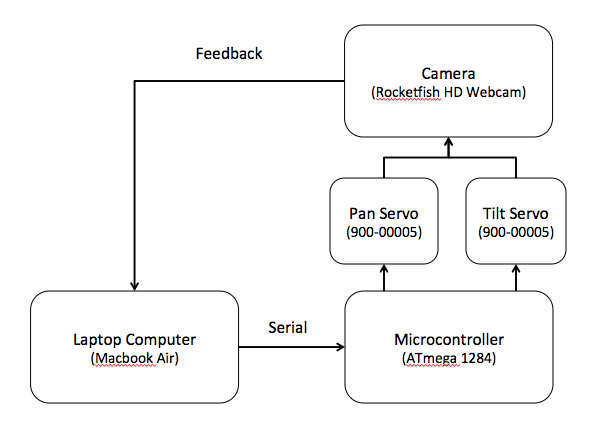 Feedback
Camera
(Rocketfish HD Webcam)
Pan Servo
(900-00005)
Tilt Servo
(900-00005)
Laptop Computer
(Macbook Air)
Serial
Microcontroller
(ATmega 1284)